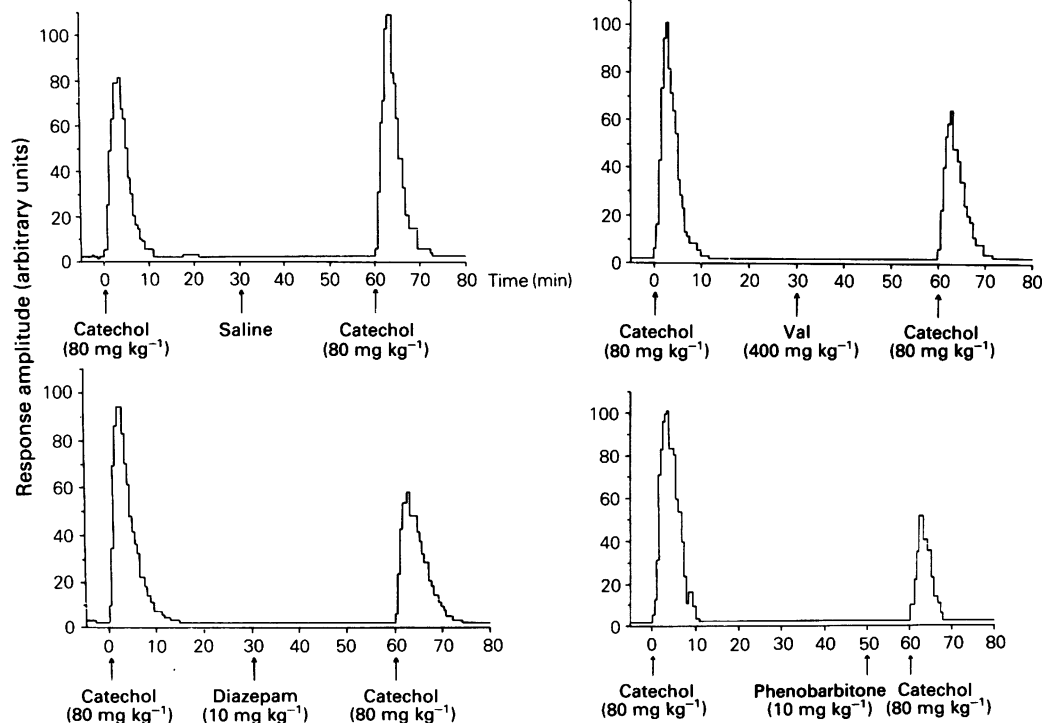 Response amplitude (arbitrary units)
100
80
60
40
20
0
0 10 20 30 40 50 60 70 80 Time (min)
Catechol Saline Catechol
(80 mg kg⁻¹) (80 mg kg⁻¹)
100
80
60
40
20
0
0 10 20 30 40 50 60 70 80
Catechol Val Catechol
(80 mg kg⁻¹) (400 mg kg⁻¹) (80 mg kg⁻¹)
100
80
60
40
20
0
0 10 20 30 40 50 60 70 80
Catechol Diazepam Catechol
(80 mg kg⁻¹) (10 mg kg⁻¹) (80 mg kg⁻¹)
100
80
60
40
20
0
0 10 20 30 40 50 60 70 80
Catechol Phenobarbitone Catechol
(80 mg kg⁻¹) (10 mg kg⁻¹) (80 mg kg⁻¹)